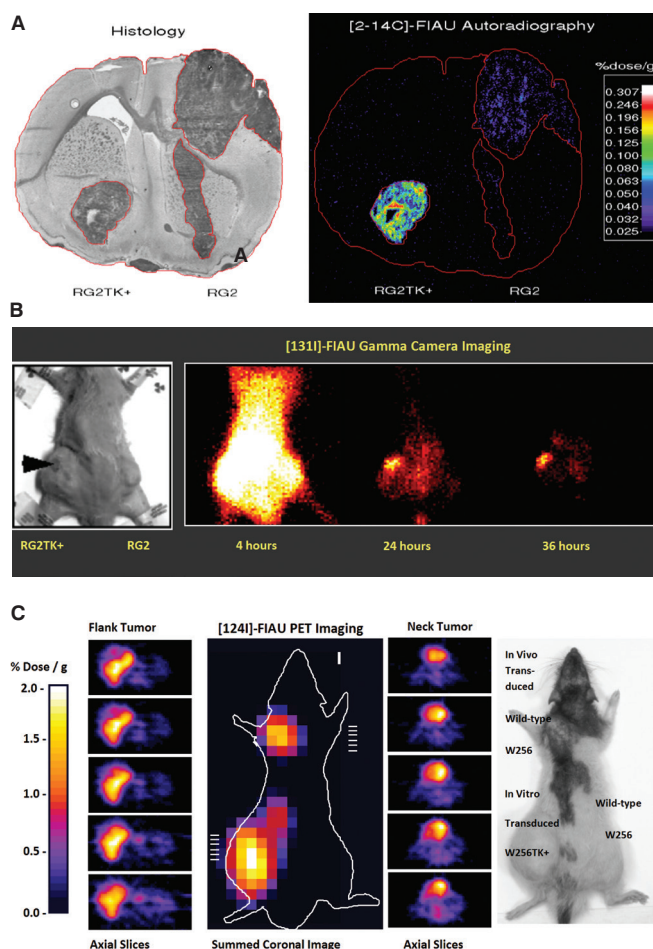 A
Histology
[2-14C]-FIAU Autoradiography
%dose/g
0.307
0.246
0.196
0.156
0.125
0.100
0.080
0.063
0.050
0.040
0.032
0.025
A
RG2TK+ RG2
RG2TK+ RG2
B
[131I]-FIAU Gamma Camera Imaging
RG2TK+ RG2 4 hours 24 hours 36 hours
C
Flank Tumor [124I]-FIAU PET Imaging Neck Tumor
% Dose / g
2.0 -
1.5 -
1.0 -
0.5 -
0.0 -
In Vivo
Trans-
duced
Wild-type
W256
In Vitro
Transduced
W256TK+
Wild-type
W256
Axial Slices Summed Coronal Image Axial Slices